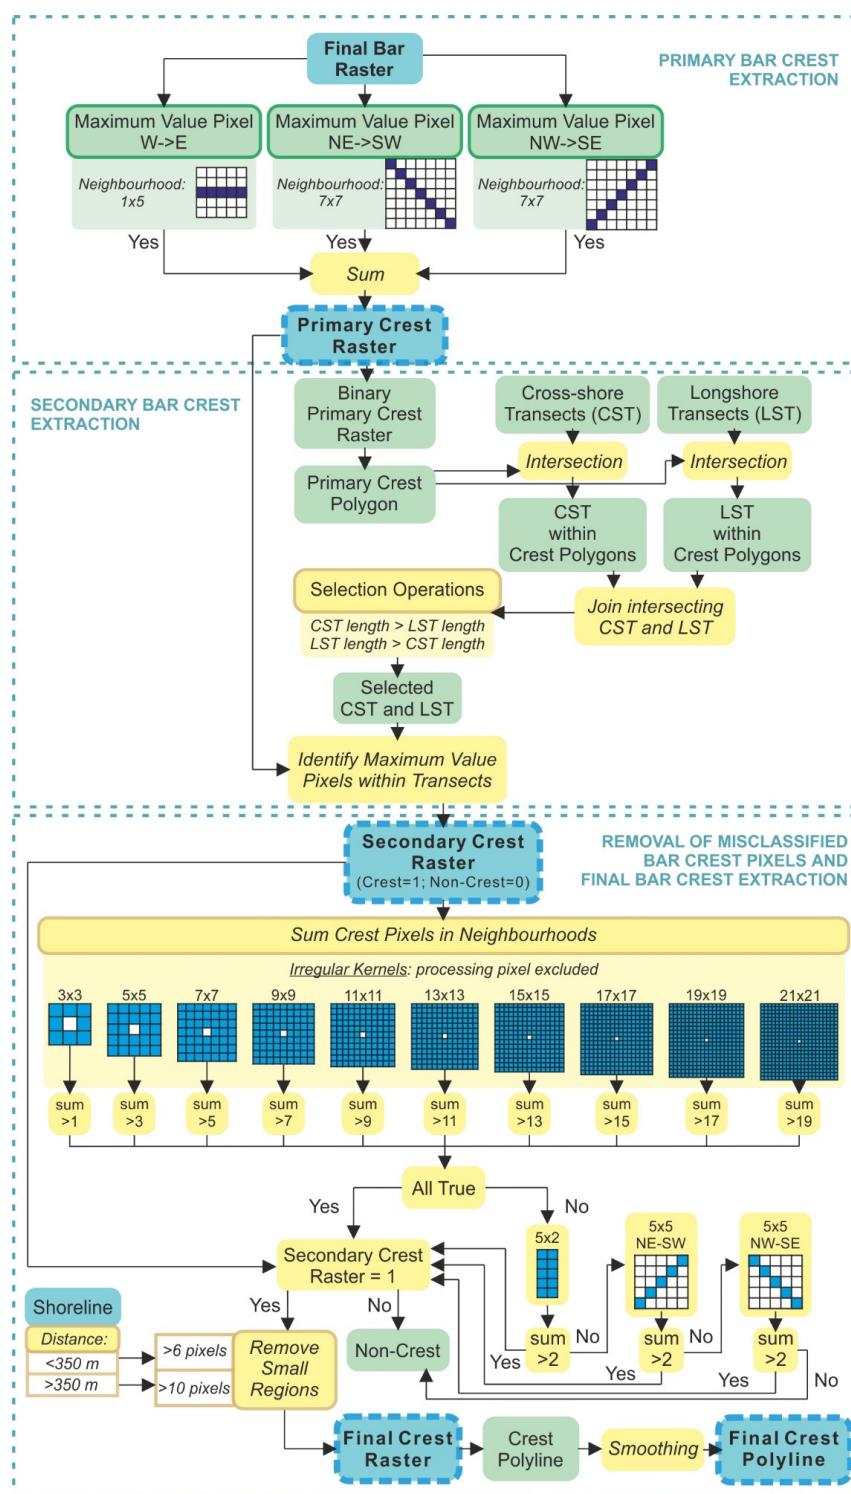 PRIMARY BAR CREST
EXTRACTION
Final Bar
Raster
Maximum Value Pixel
W->E
Maximum Value Pixel
NE->SW
Maximum Value Pixel
NW->SE
Neighbourhood:
1x5
Neighbourhood:
7x7
Neighbourhood:
7x7
Yes
Yes
Yes
Sum
Primary Crest
Raster
SECONDARY BAR CREST
EXTRACTION
Binary
Primary Crest
Raster
Cross-shore
Transects (CST)
Longshore
Transects (LST)
Primary Crest
Polygon
Intersection
Intersection
CST
within
Crest Polygons
LST
within
Crest Polygons
Selection Operations
CST length > LST length
LST length > CST length
Join intersecting
CST and LST
Selected
CST and LST
Identify Maximum Value
Pixels within Transects
REMOVAL OF MISCLASSIFIED
BAR CREST PIXELS AND
FINAL BAR CREST EXTRACTION
Secondary Crest
Raster
(Crest=1; Non-Crest=0)
Sum Crest Pixels in Neighbourhoods
Irregular Kernels: processing pixel excluded
3x3
5x5
7x7
9x9
11x11
13x13
15x15
17x17
19x19
21x21
sum
>1
sum
>3
sum
>5
sum
>7
sum
>9
sum
>11
sum
>13
sum
>15
sum
>17
sum
>19
All True
Yes
No
Secondary Crest
Raster = 1
5x2
5x5
NE-SW
5x5
NW-SE
Yes
No
sum
>2
No
sum
>2
No
sum
>2
Yes
Yes
Yes
No
Shoreline
Distance:
<350 m
>350 m
>6 pixels
>10 pixels
Remove
Small
Regions
Non-Crest
Final Crest
Raster
Crest
Polyline
Smoothing
Final Crest
Polyline